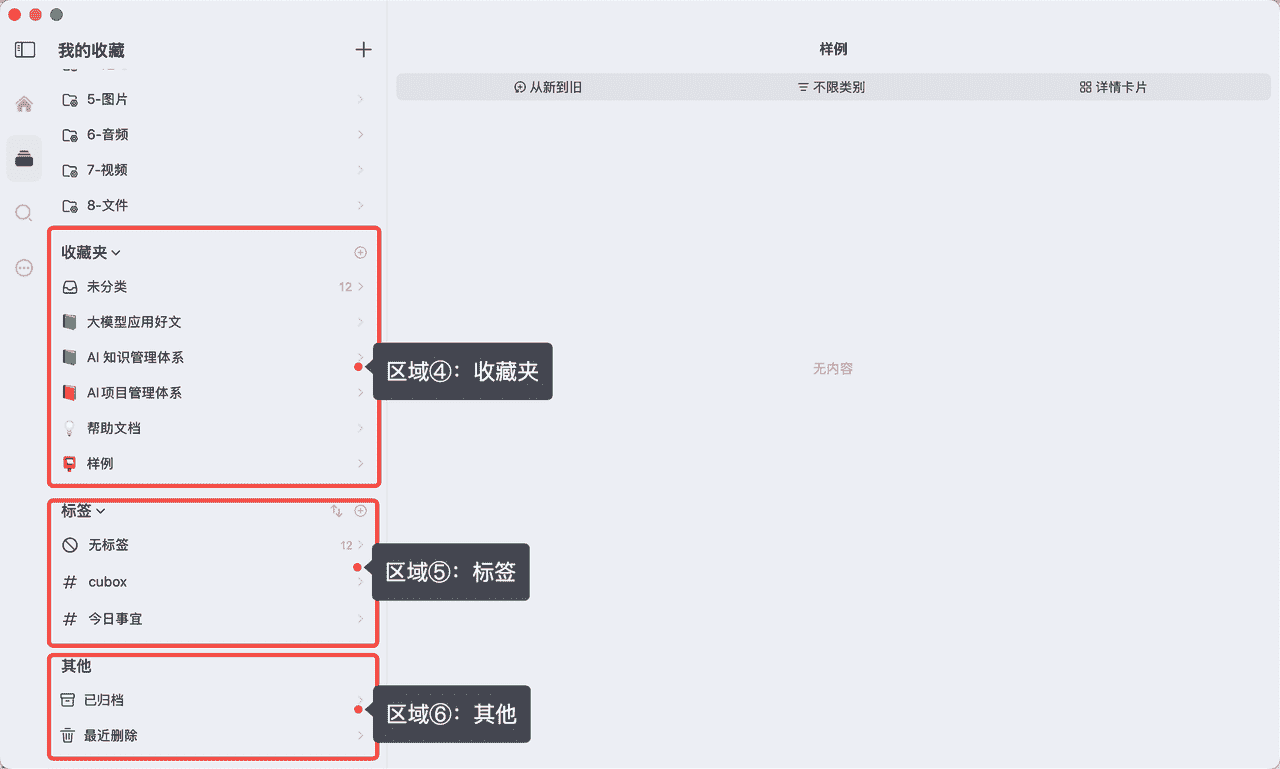 我的收藏
5-图片
6-音频
7-视频
8-文件
收藏夹
未分类 12
大模型应用好文
AI 知识管理体系
AI项目管理体系
帮助文档
样例
标签
无标签 12
# cubox
# 今日事宜
其他
已归档
最近删除
区域④：收藏夹
区域⑤：标签
区域⑥：其他
样例
从新到旧 不限类别 详情卡片
无内容